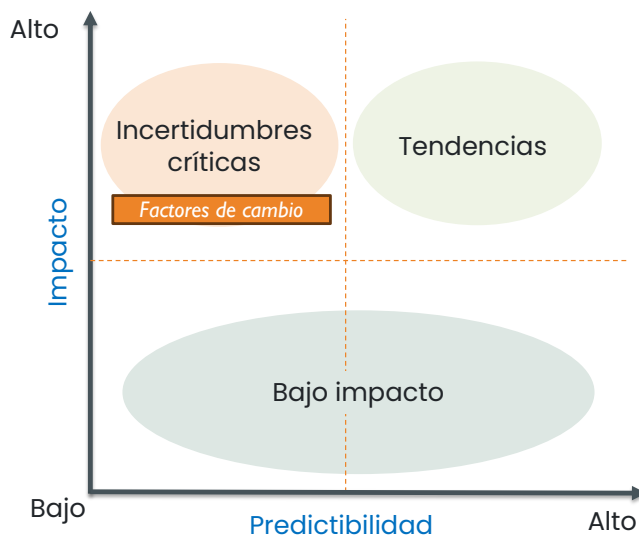 Alto
Incertidumbres
críticas
Tendencias
Factores de cambio
Impacto
Bajo impacto
Bajo
Predictibilidad
Alto